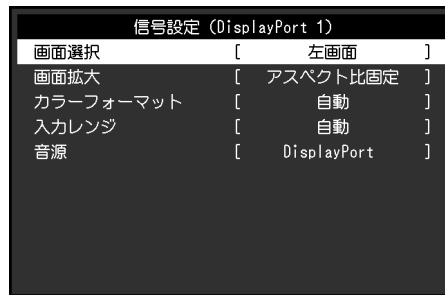 信号設定 (DisplayPort 1)
画面選択 [ 左画面 ]
画面拡大 [ アスペクト比固定 ]
カラーフォーマット [ 自動 ]
入力レンジ [ 自動 ]
音源 [ DisplayPort ]